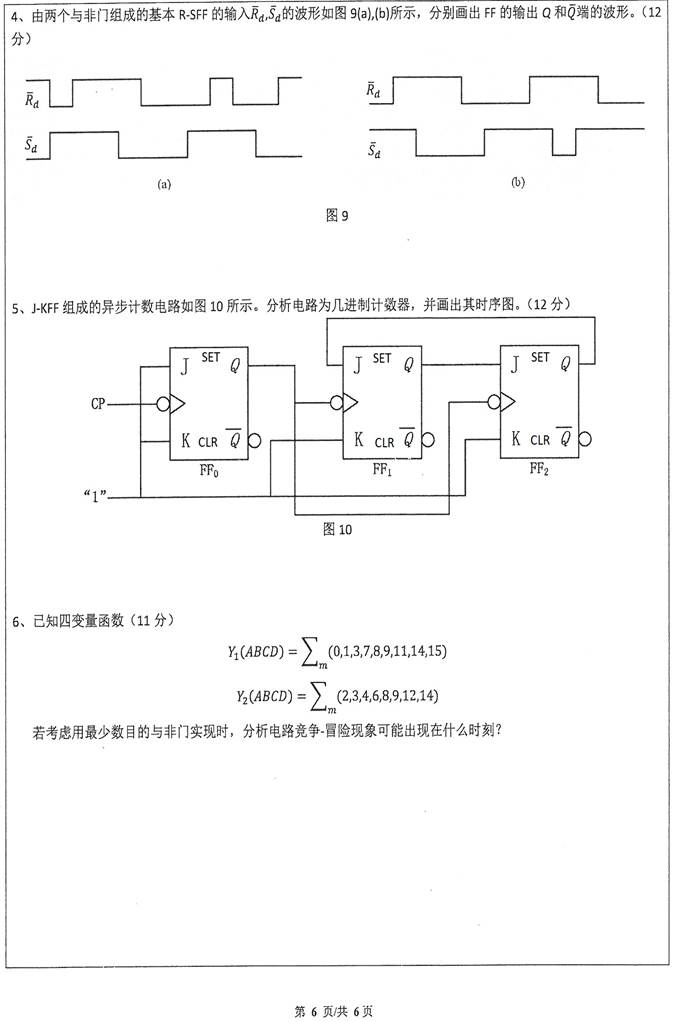 4、由两个与非门组成的基本 R-SFF 的输入R̄d,S̄d的波形如图 9(a),(b)所示，分别画出 FF 的输出 Q 和Q̄端的波形。（12
分）
R̄d
S̄d
(a)
R̄d
S̄d
(b)
图 9
5、J-KFF 组成的异步计数电路如图 10 所示。分析电路为几进制计数器，并画出其时序图。（12 分）
J SET Q
J SET Q
J SET Q
CP
K CLR Q̄
K CLR Q̄
K CLR Q̄
FF₀
FF₁
FF₂
“1”
图 10
6、已知四变量函数（11 分）
Y₁(ABCD) = ∑m(0,1,3,7,8,9,11,14,15)
Y₂(ABCD) = ∑m(2,3,4,6,8,9,12,14)
若考虑用最少数目的与非门实现时，分析电路竞争-冒险现象可能出现在什么时刻？
第 6 页/共 6 页